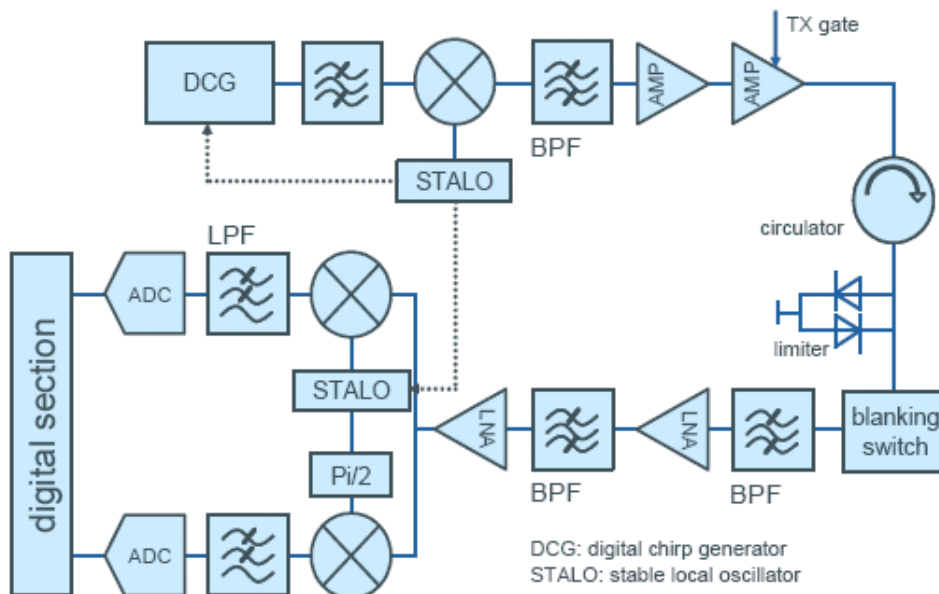 TX gate
DCG
AMP
AMP
BPF
STALO
circulator
LPF
ADC
limiter
STALO
digital section
LNA
LNA
blanking
switch
Pi/2
BPF
BPF
ADC
DCG: digital chirp generator
STALO: stable local oscillator